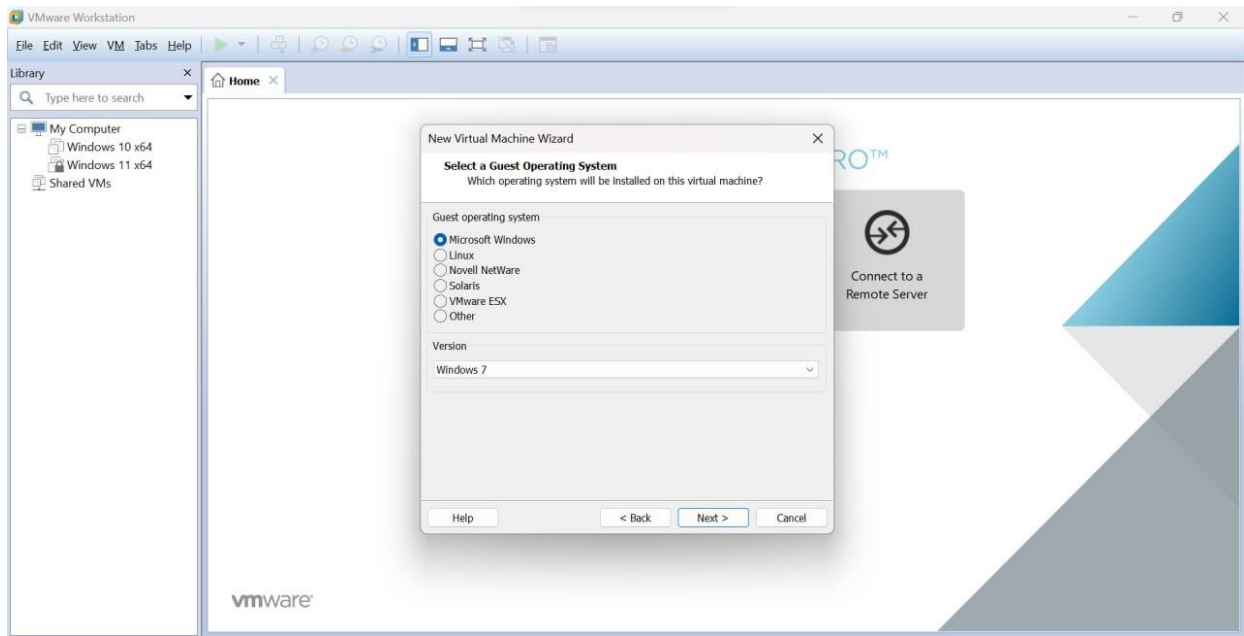 VMware Workstation
File Edit View VM Tabs Help
Library
Home
Type here to search
My Computer
Windows 10 x64
Windows 11 x64
Shared VMs
RO™
New Virtual Machine Wizard
Select a Guest Operating System
Which operating system will be installed on this virtual machine?
Guest operating system
Microsoft Windows
Linux
Novell NetWare
Solaris
VMware ESX
Other
Version
Windows 7
Help
< Back
Next >
Cancel
Connect to a
Remote Server
vmware